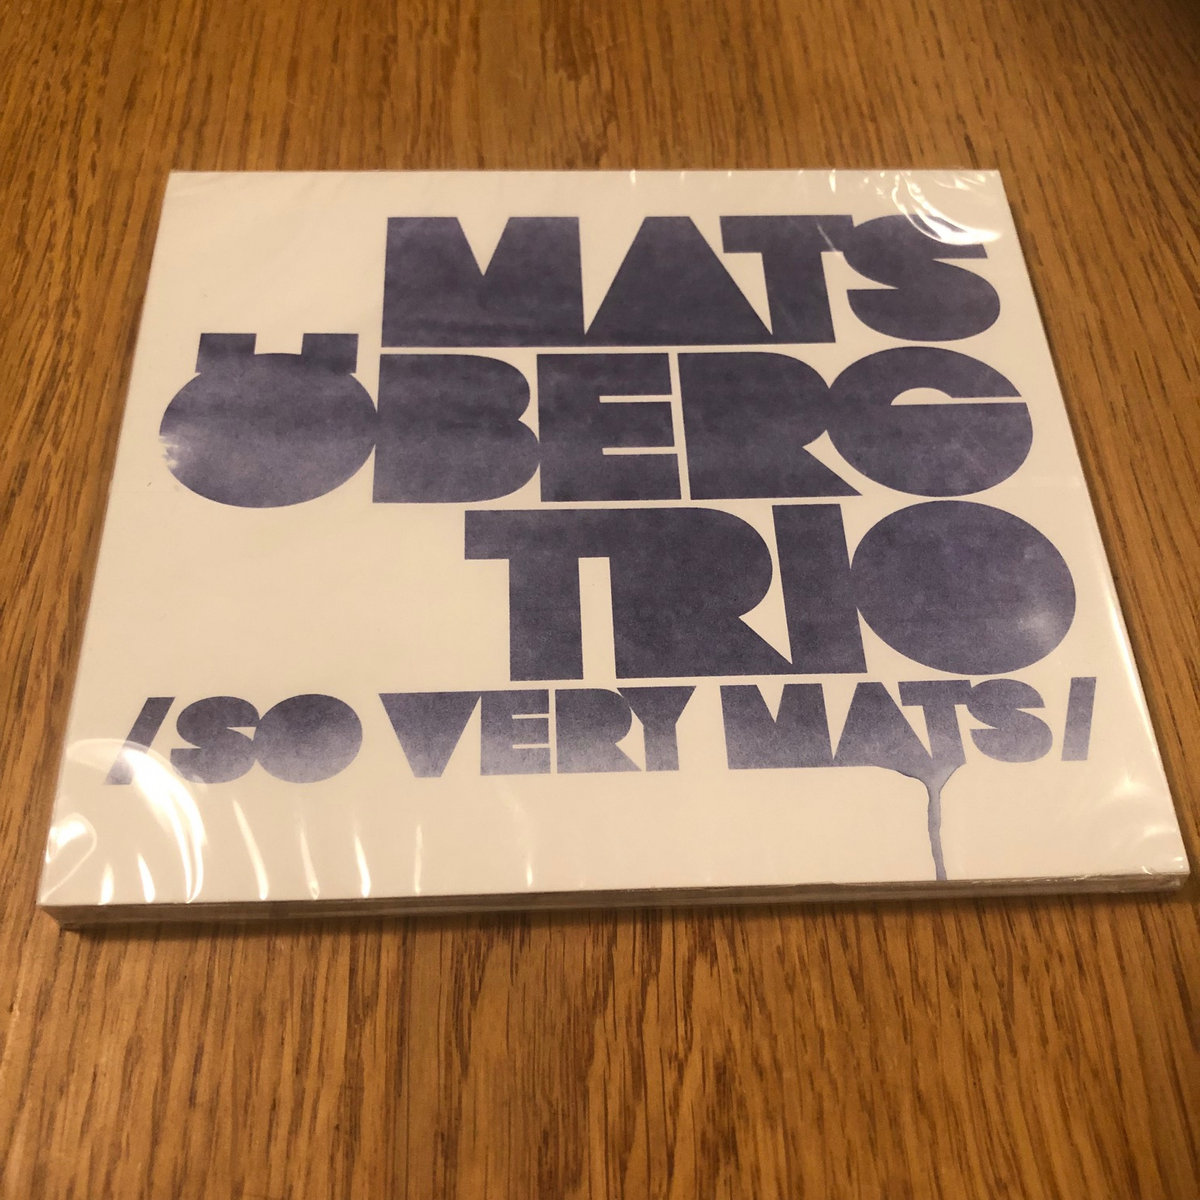 MATS
ÖBERG
TRIO
/SO VERY MATS/